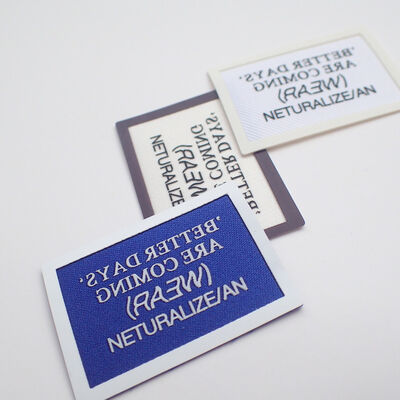 'BETTER DAYS'
ARE COMING
(WEAR)
NETURALIZE/AN
'BETTER DAYS'
ARE COMING
(WEAR)
NETURALIZE/
'BETTER DAYS'
ARE COMING
(WEAR)
NETURALIZE/AN